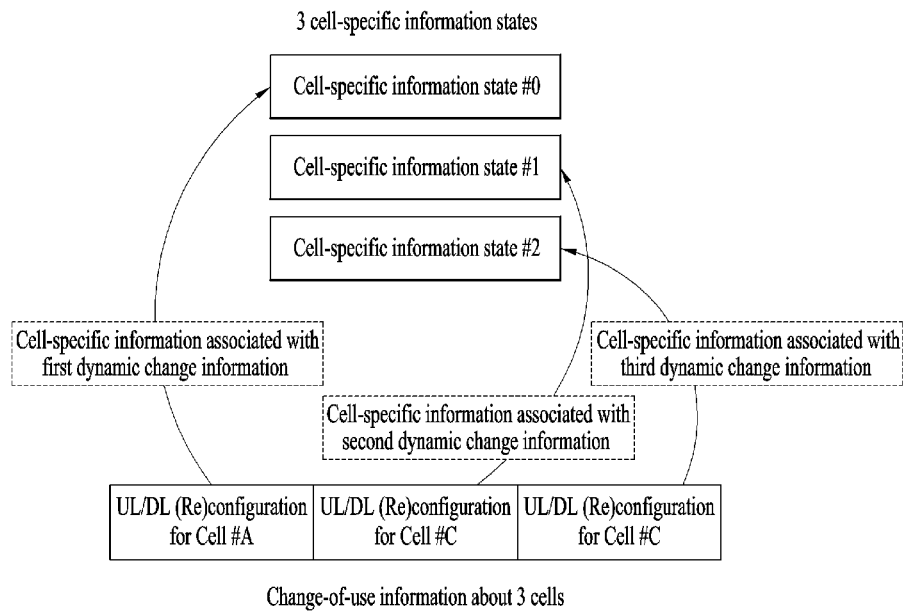 3 cell-specific information states
Cell-specific information state #0
Cell-specific information state #1
Cell-specific information state #2
Cell-specific information associated with
first dynamic change information
Cell-specific information associated with
third dynamic change information
Cell-specific information associated with
second dynamic change information
UL/DL (Re)configuration
for Cell #A
UL/DL (Re)configuration
for Cell #C
UL/DL (Re)configuration
for Cell #C
Change-of-use information about 3 cells